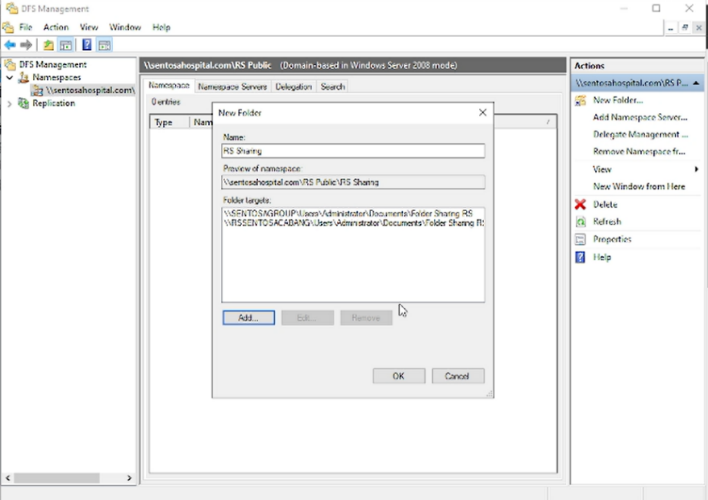 DFS Management
File Action View Window Help
DFS Management
Namespaces
\\sentosahospital.com\
Replication
\\sentosahospital.com\RS Public (Domain-based in Windows Server 2008 mode)
Namespace Namespace Servers Delegation Search
0 entries
Type Nam
New Folder
Name:
RS Sharing
Preview of namespace:
\\sentosahospital.com\RS Public\RS Sharing
Folder targets:
\\SENTOSAGROUP\Users\Administrator\Documents\Folder Sharing RS
\\RSSENTOSACABANG\Users\Administrator\Documents\Folder Sharing RS
Add... Edit... Remove
OK Cancel
Actions
\\sentosahospital.com\RS P...
New Folder...
Add Namespace Server...
Delegate Management ...
Remove Namespace fr...
View
New Window from Here
Delete
Refresh
Properties
Help